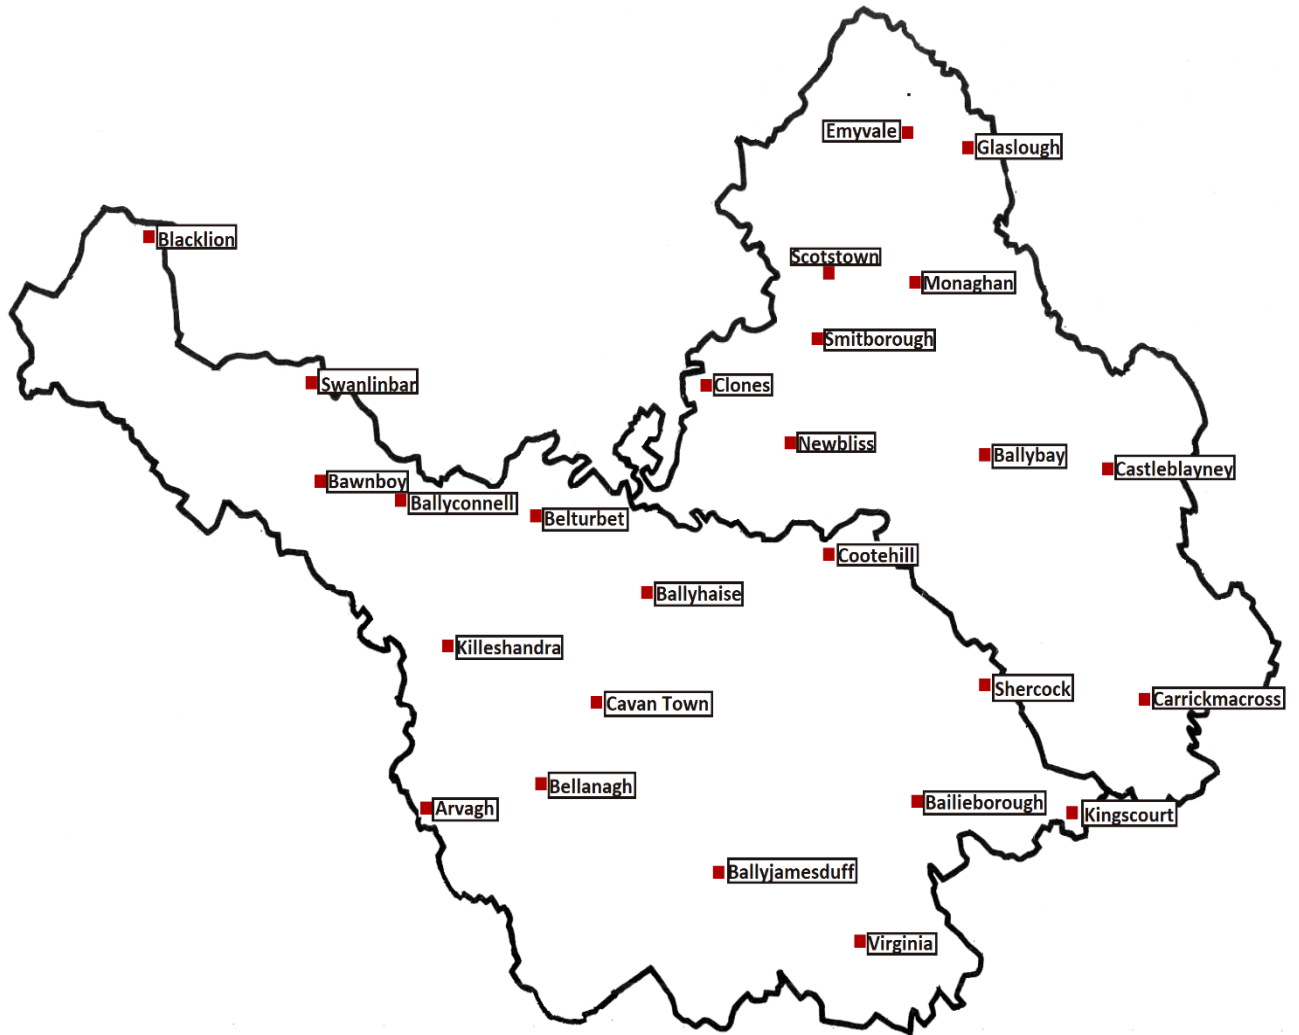 Emyvale
Glaslough
Blacklion
Scotstown
Monaghan
Smitborough
Swanlinbar
Clones
Newbliss
Ballybay
Castleblayney
Bawnboy
Ballyconnell
Belturbet
Cootehill
Ballyhaise
Killeshandra
Shercock
Carrickmacross
Cavan Town
Bellanagh
Arvagh
Bailieborough
Kingscourt
Ballyjamesduff
Virginia